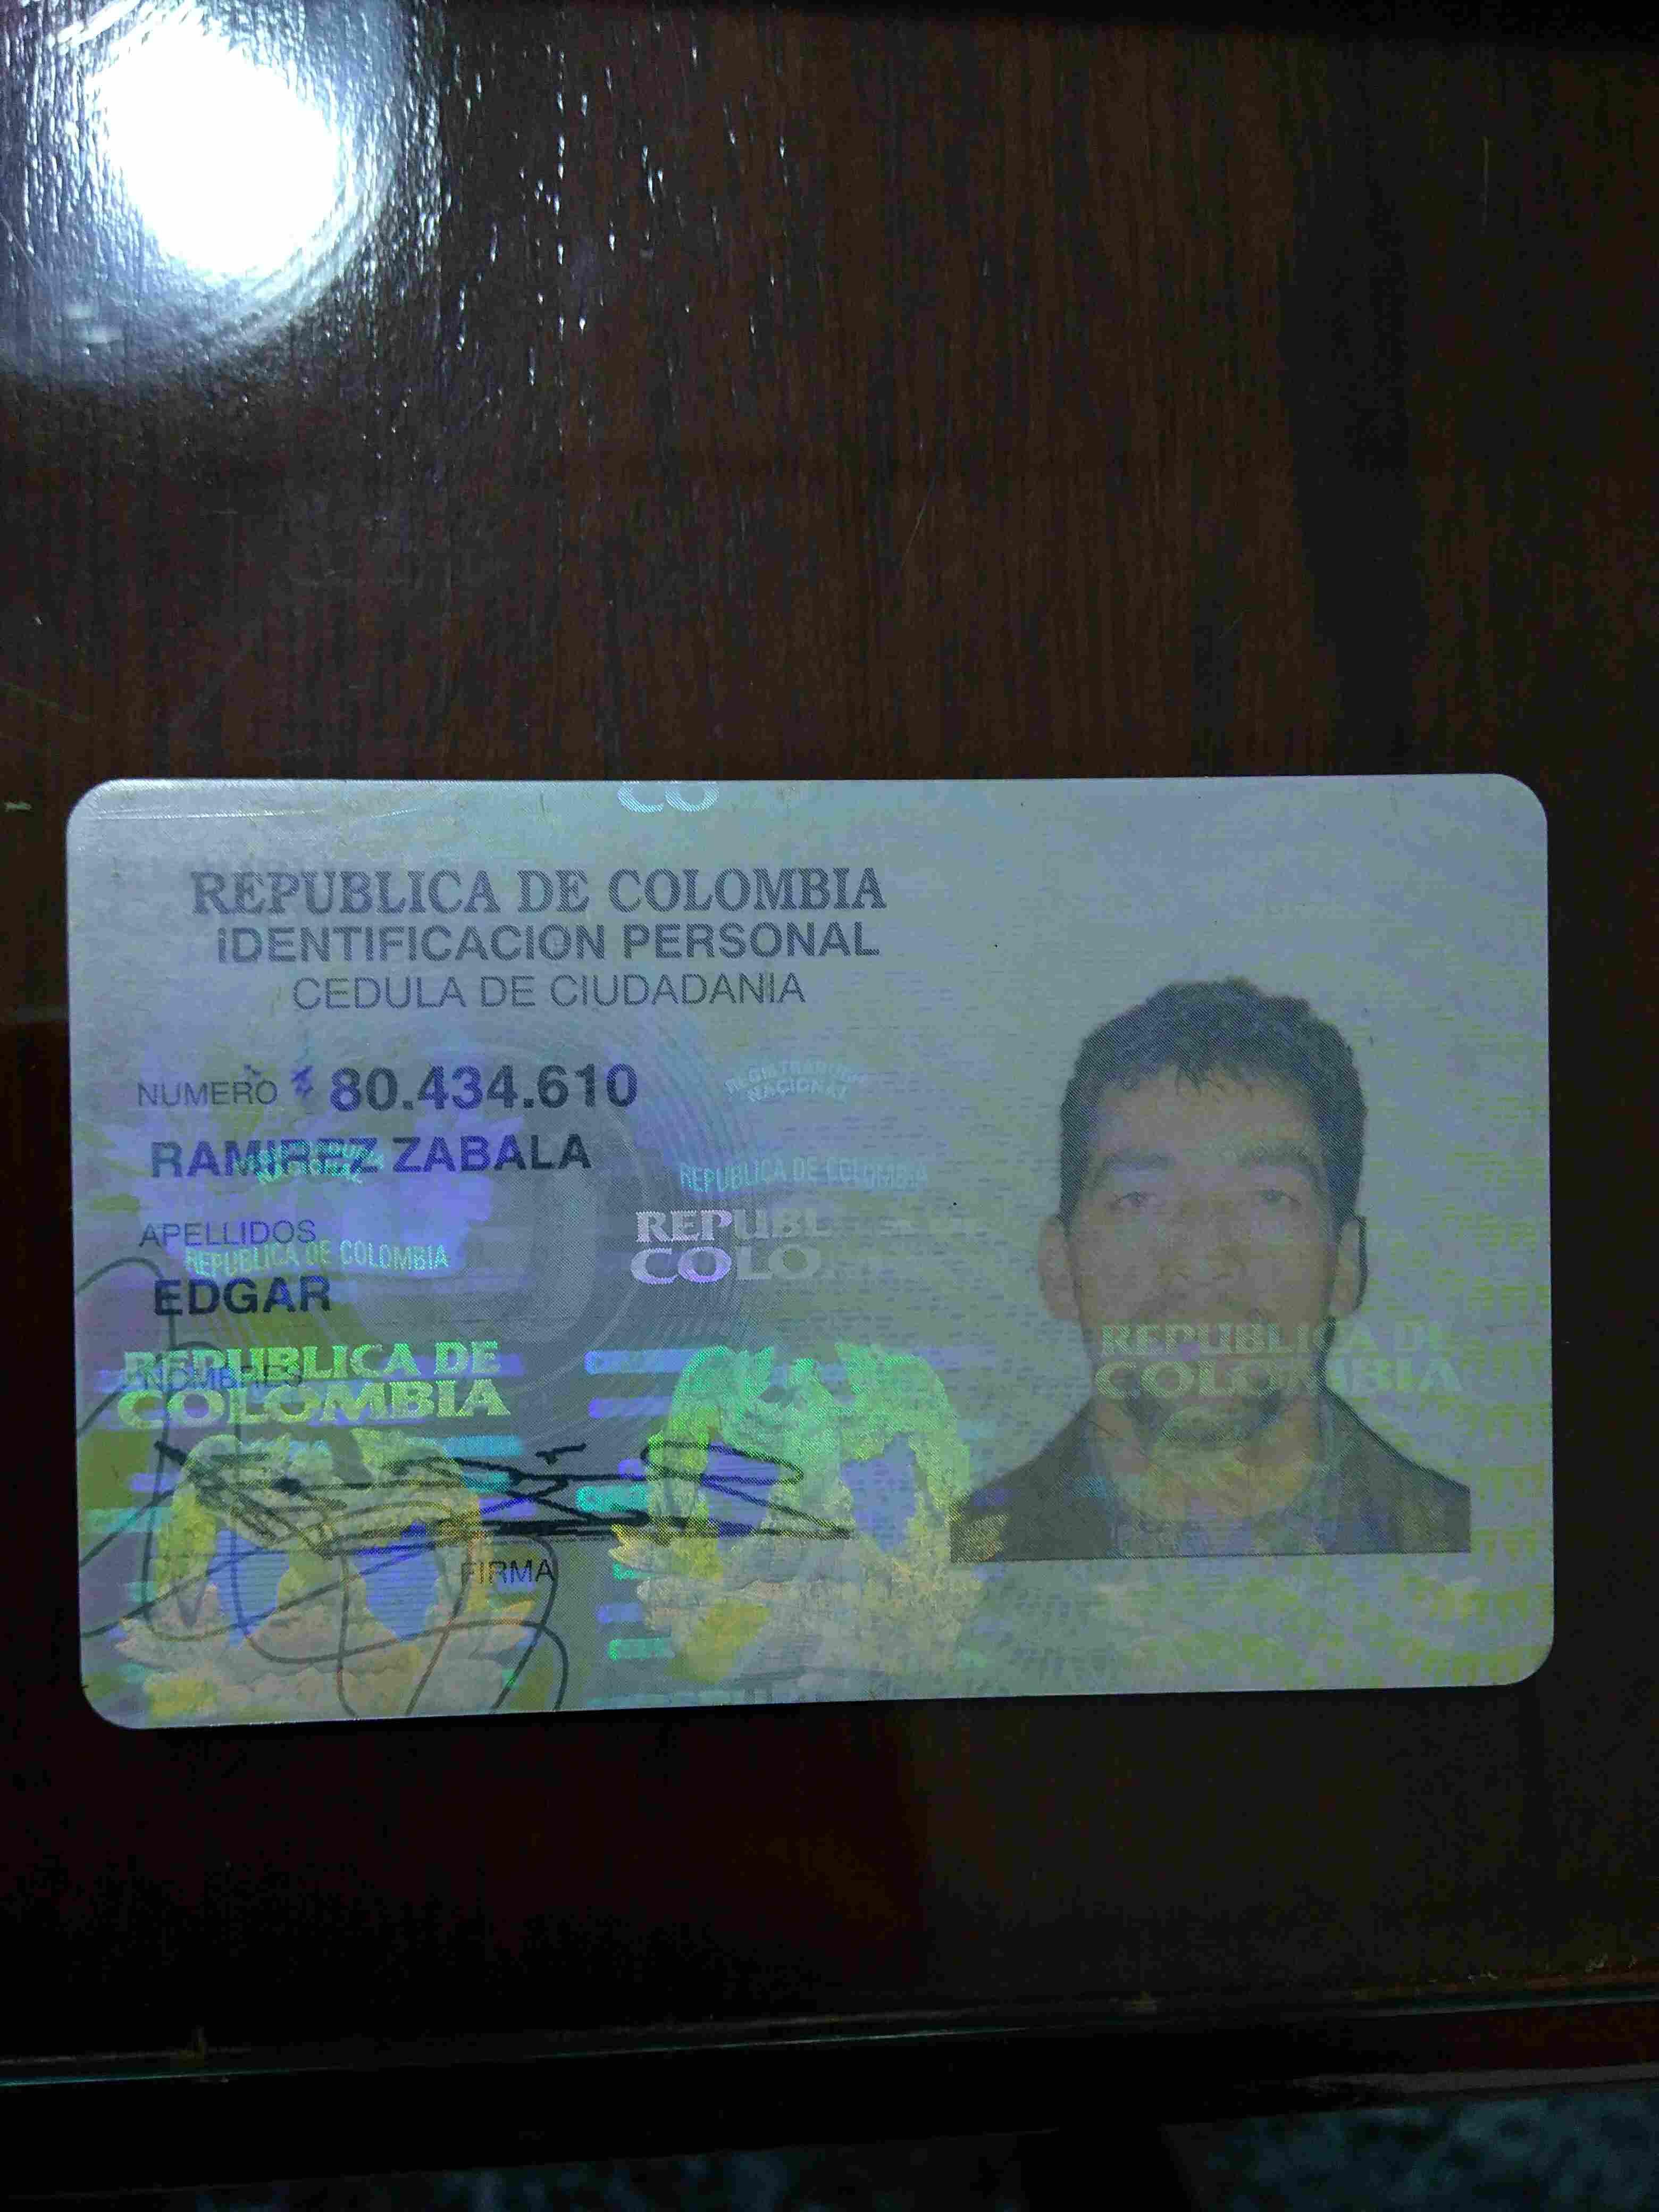 CO
REPUBLICA DE COLOMBIA
IDENTIFICACION PERSONAL
CEDULA DE CIUDADANIA
NUMERO 80.434.610
REGISTRADURIA NACIONAL
RAMIREZ ZABALA
REPUBLICA DE COLOMBIA
APELLIDOS
REPUBLICA DE COLOMBIA
REPUBL
COLO
EDGAR
REPUBLICA DE
COLOMBIA
NOMBRES
REPUBLICA DE
COLOMBIA
FIRMA